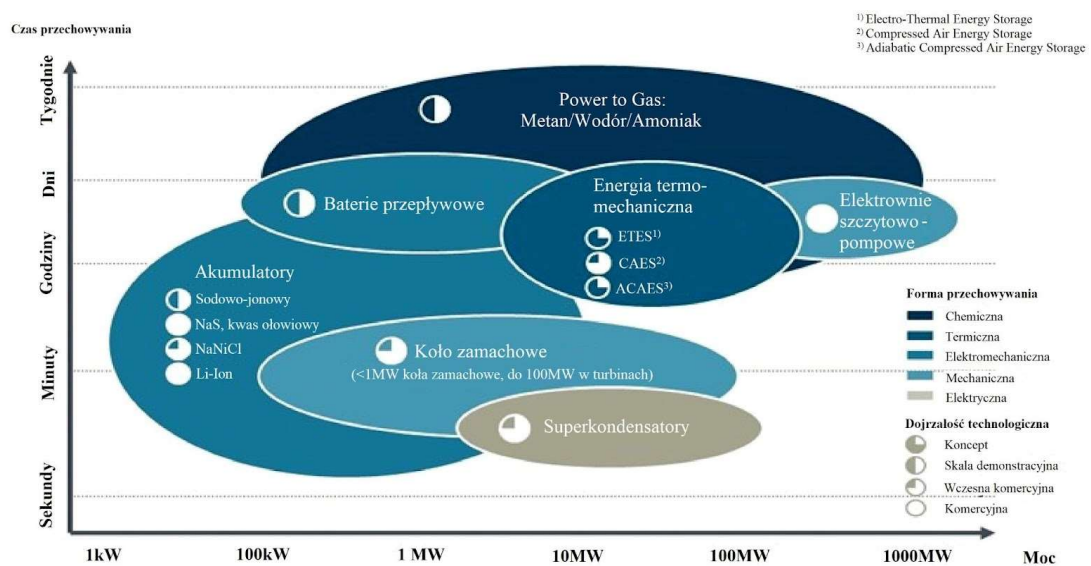 Czas przechowywania
1) Electro-Thermal Energy Storage
2) Compressed Air Energy Storage
3) Adiabatic Compressed Air Energy Storage
Tygodnie
Dni
Godziny
Minuty
Sekundy
Power to Gas:
Metan/Wodór/Amoniak
Baterie przepływowe
Energia termo-
mechaniczna
ETES1)
CAES2)
ACAES3)
Elektrownie
szczytowo-
pompowe
Akumulatory
Sodowo-jonowy
NaS, kwas ołowiowy
NaNiCl
Li-Ion
Koło zamachowe
(<1MW koła zamachowe, do 100MW w turbinach)
Superkondensatory
Forma przechowywania
Chemiczna
Termiczna
Elektromechaniczna
Mechaniczna
Elektryczna
Dojrzałość technologiczna
Koncept
Skala demonstracyjna
Wczesna komercyjna
Komercyjna
1kW
100kW
1 MW
10MW
100MW
1000MW
Moc